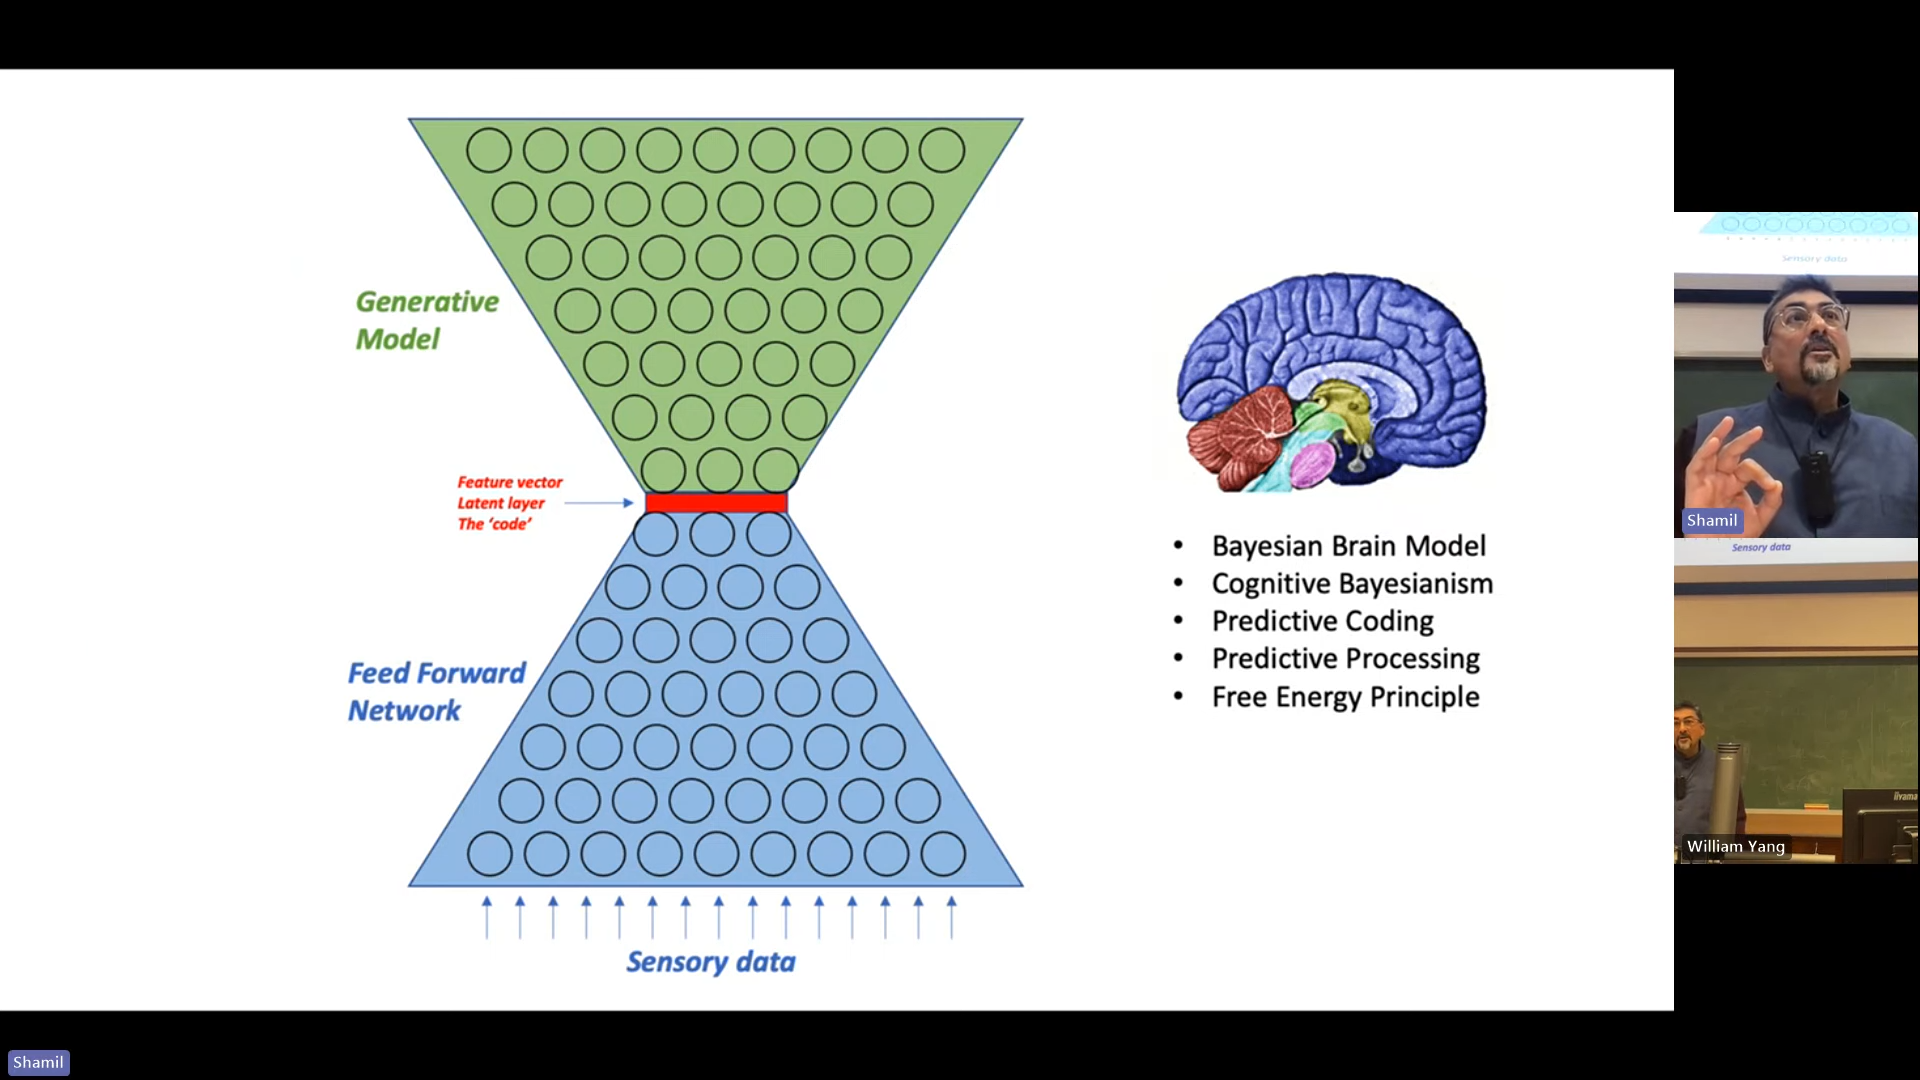 Generative
Model
Feature vector
Latent layer
The ‘code’
Feed Forward
Network
Sensory data
• Bayesian Brain Model
• Cognitive Bayesianism
• Predictive Coding
• Predictive Processing
• Free Energy Principle
Sensory data
Shamil
Sensory data
iiyama
William Yang
Shamil